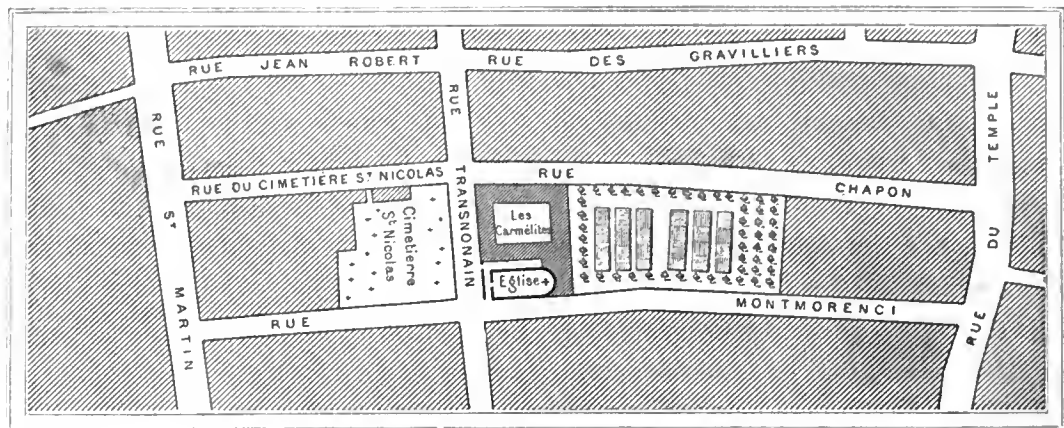 RUE JEAN ROBERT
RUE DES GRAVILLIERS
RUE ST MARTIN
RUE TRANSNONAIN
RUE DU TEMPLE
RUE DU CIMETIÈRE ST NICOLAS
RUE CHAPON
Cimetierre
St Nicolas
Les
Carmélites
Eglise
RUE MONTMORENCI